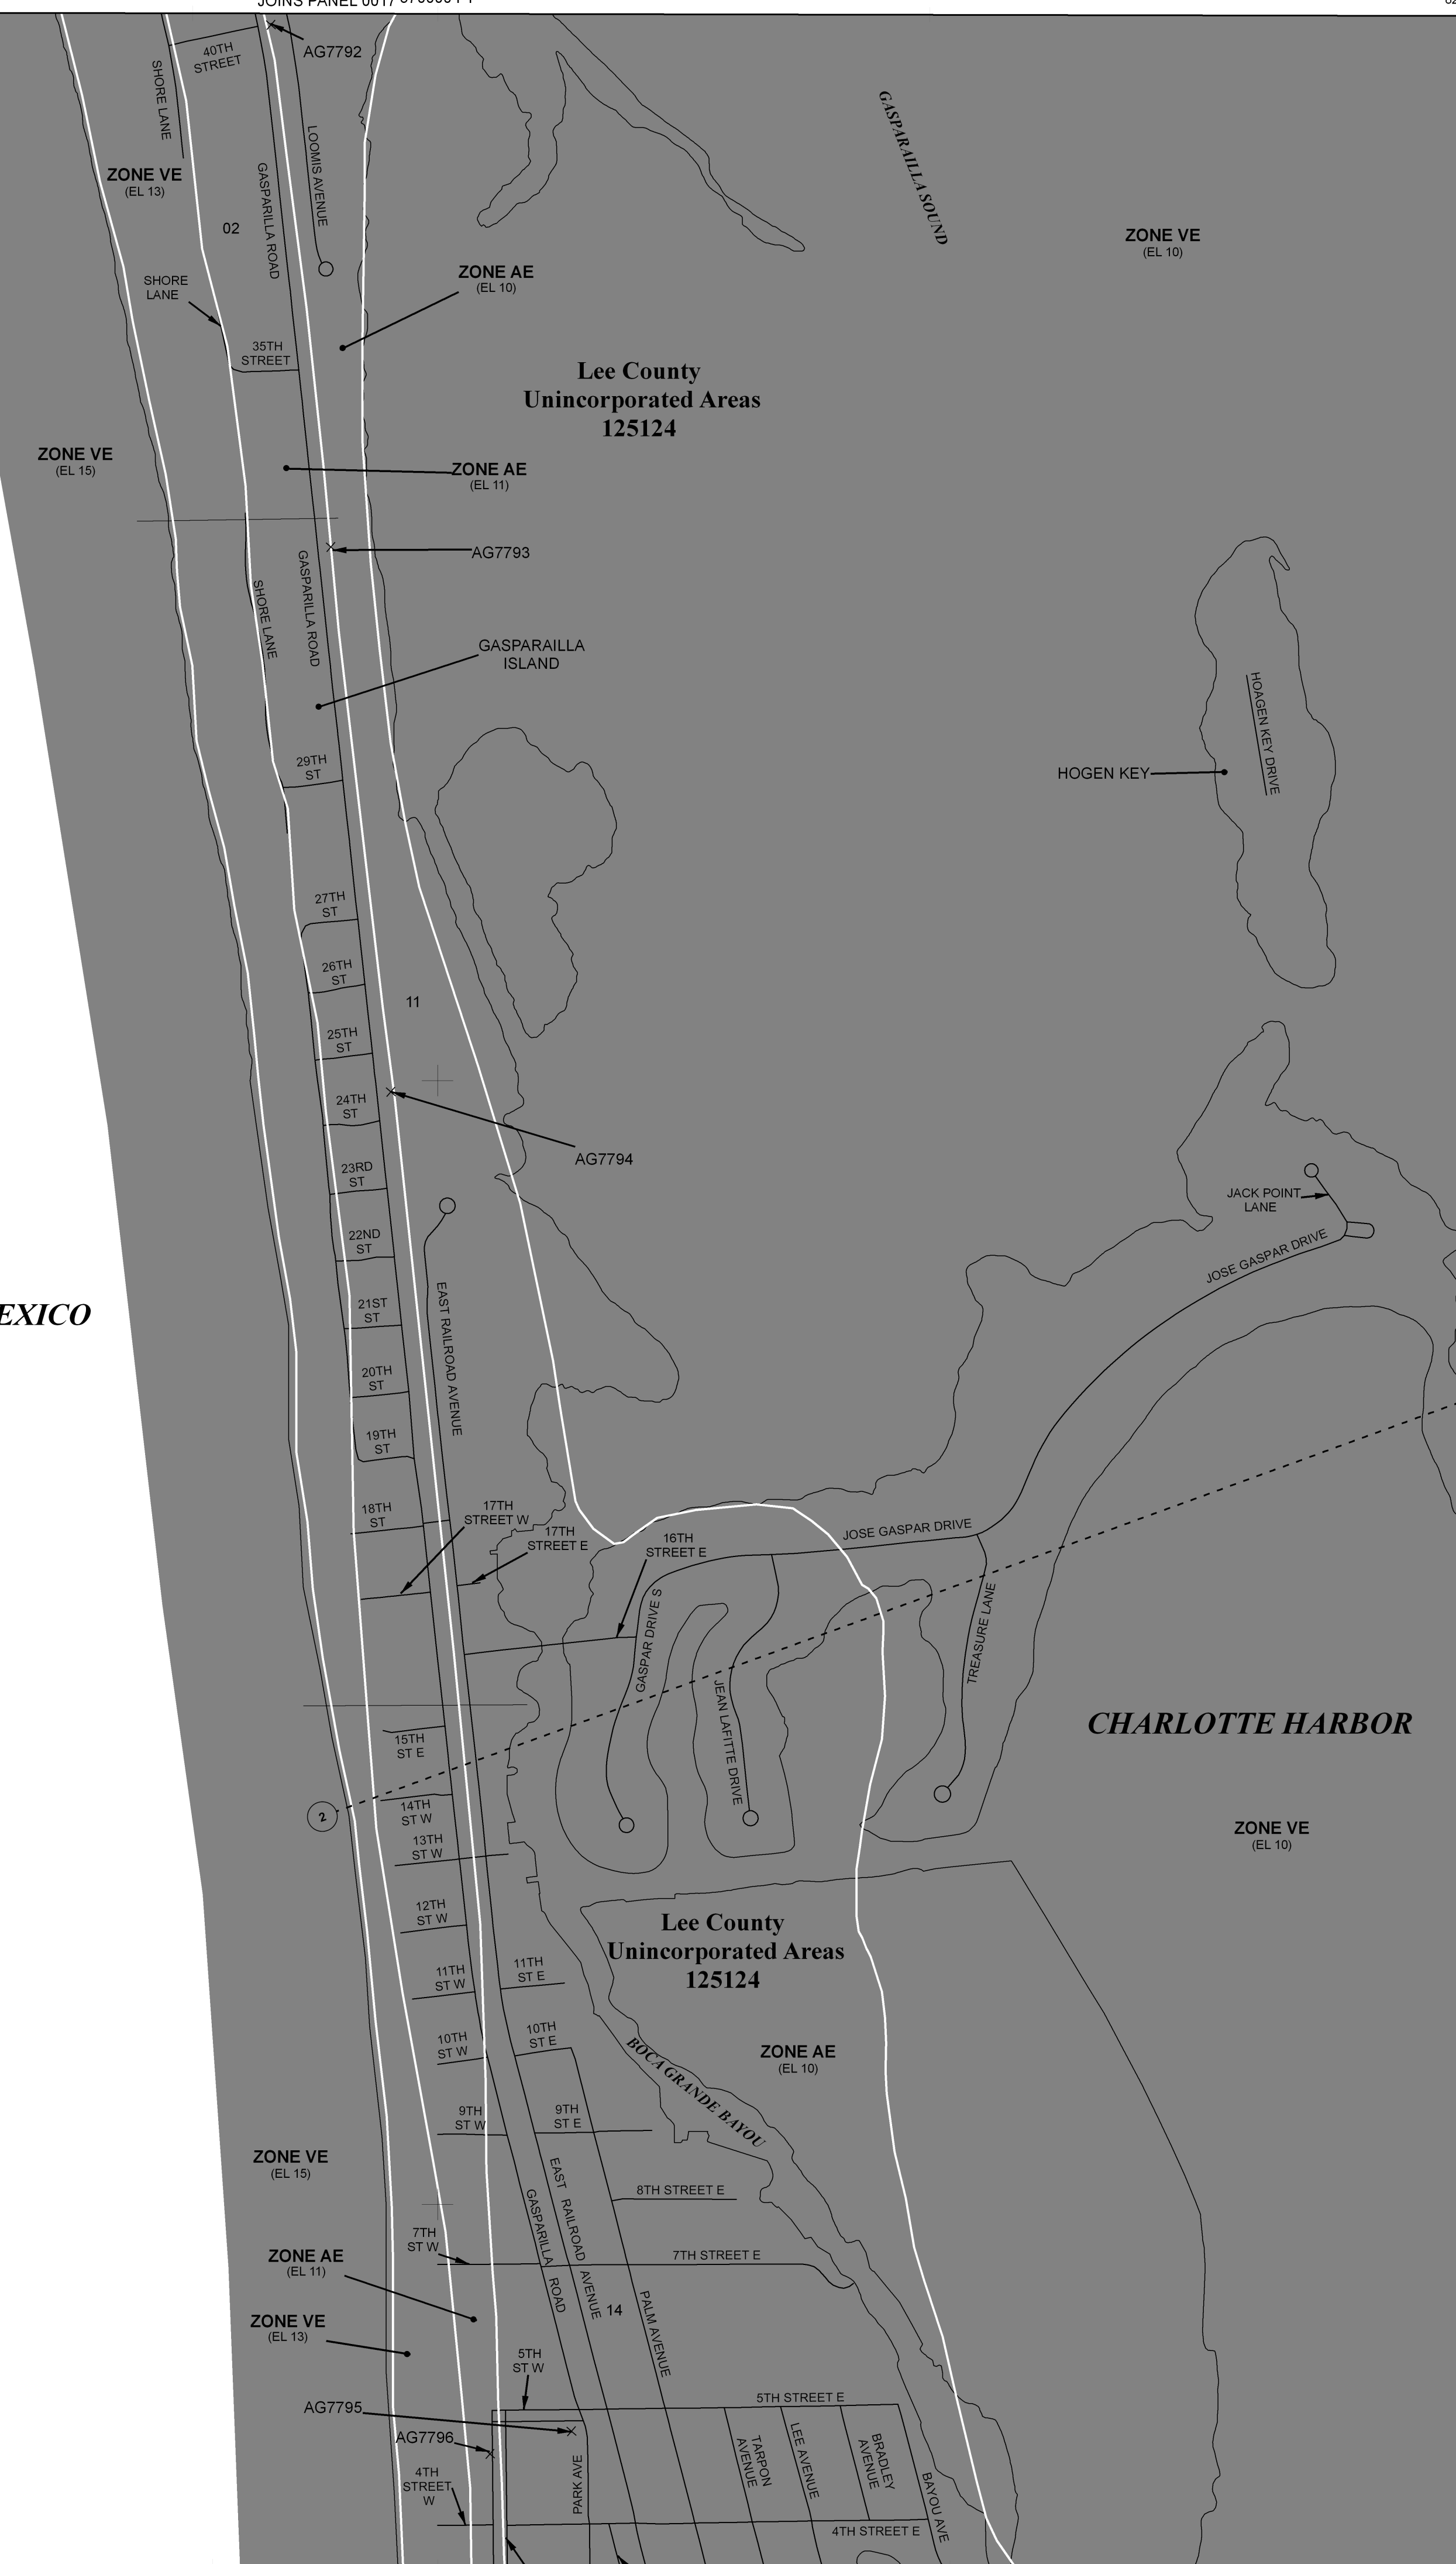 JOINS PANEL 0017
40TH
STREET
AG7792
SHORE LANE
LOOMIS AVENUE
GASPARAILLA SOUND
ZONE VE
(EL 13)
GASPARILLA ROAD
02
ZONE VE
(EL 10)
SHORE
LANE
ZONE AE
(EL 10)
35TH
STREET
Lee County
Unincorporated Areas
125124
ZONE VE
(EL 15)
ZONE AE
(EL 11)
AG7793
GASPARILLA ROAD
SHORE LANE
GASPARAILLA
ISLAND
HOAGEN KEY DRIVE
HOGEN KEY
29TH
ST
27TH
ST
26TH
ST
11
25TH
ST
24TH
ST
AG7794
23RD
ST
JACK POINT
LANE
22ND
ST
JOSE GASPAR DRIVE
EXICO
21ST
ST
EAST RAILROAD AVENUE
20TH
ST
19TH
ST
18TH
ST
17TH
STREET W
17TH
STREET E
16TH
STREET E
JOSE GASPAR DRIVE
GASPAR DRIVE S
TREASURE LANE
JEAN LAFITTE DRIVE
CHARLOTTE HARBOR
15TH
ST E
2
14TH
ST W
13TH
ST W
ZONE VE
(EL 10)
12TH
ST W
Lee County
Unincorporated Areas
125124
11TH
ST W
11TH
ST E
10TH
ST W
10TH
ST E
BOCA GRANDE BAYOU
ZONE AE
(EL 10)
9TH
ST W
9TH
ST E
ZONE VE
(EL 15)
EAST RAILROAD AVENUE
8TH STREET E
GASPARILLA ROAD
7TH
ST W
7TH STREET E
ZONE AE
(EL 11)
14
PALM AVENUE
ZONE VE
(EL 13)
5TH
ST W
5TH STREET E
AG7795
AG7796
TARPON
AVENUE
LEE AVENUE
BRADLEY
AVENUE
BAYOU AVE
PARK AVE
4TH
STREET
W
4TH STREET E